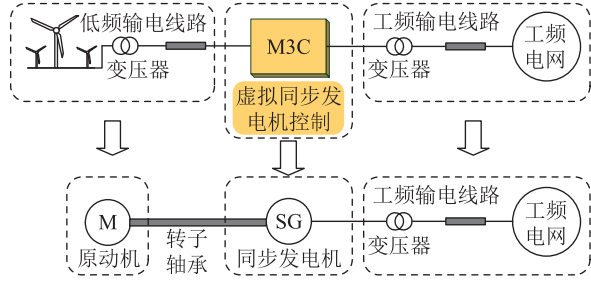 低频输电线路
变压器
M3C
虚拟同步发
电机控制
工频输电线路
变压器
工频
电网
M
原动机
转子
轴承
SG
同步发电机
工频输电线路
变压器
工频
电网